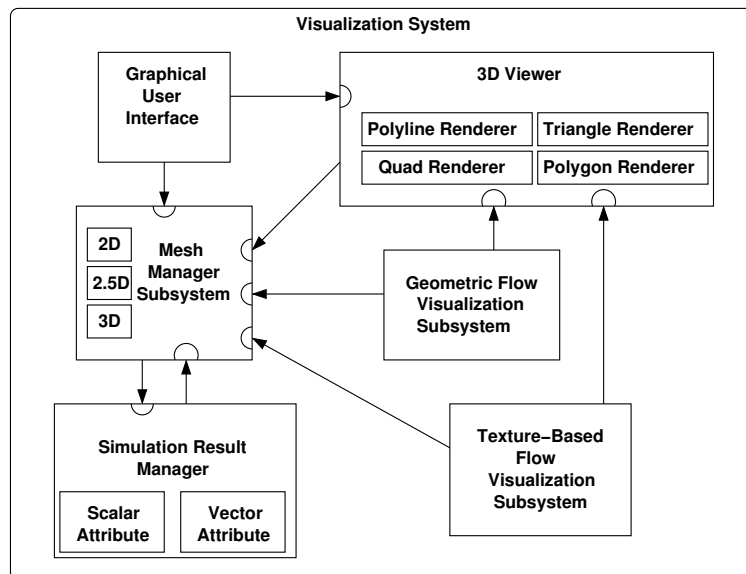 Visualization System
Graphical
User
Interface
3D Viewer
Polyline Renderer
Triangle Renderer
Quad Renderer
Polygon Renderer
2D
2.5D
3D
Mesh
Manager
Subsystem
Geometric Flow
Visualization
Subsystem
Simulation Result
Manager
Scalar
Attribute
Vector
Attribute
Texture−Based
Flow
Visualization
Subsystem